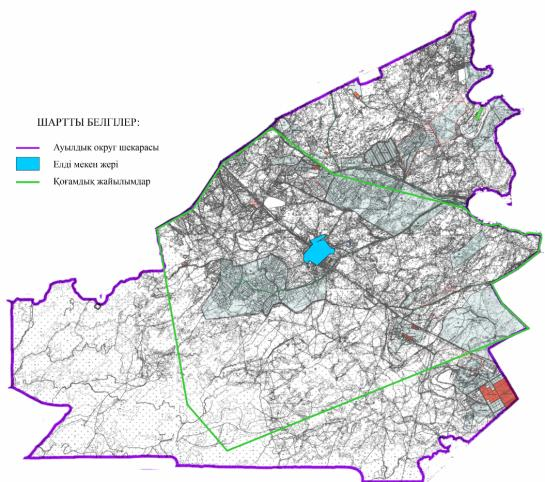 ШАРТТЫ БЕЛГІЛЕР:
Ауылдық округ шекарасы
Елді мекен жері
Қоғамдық жайылымдар